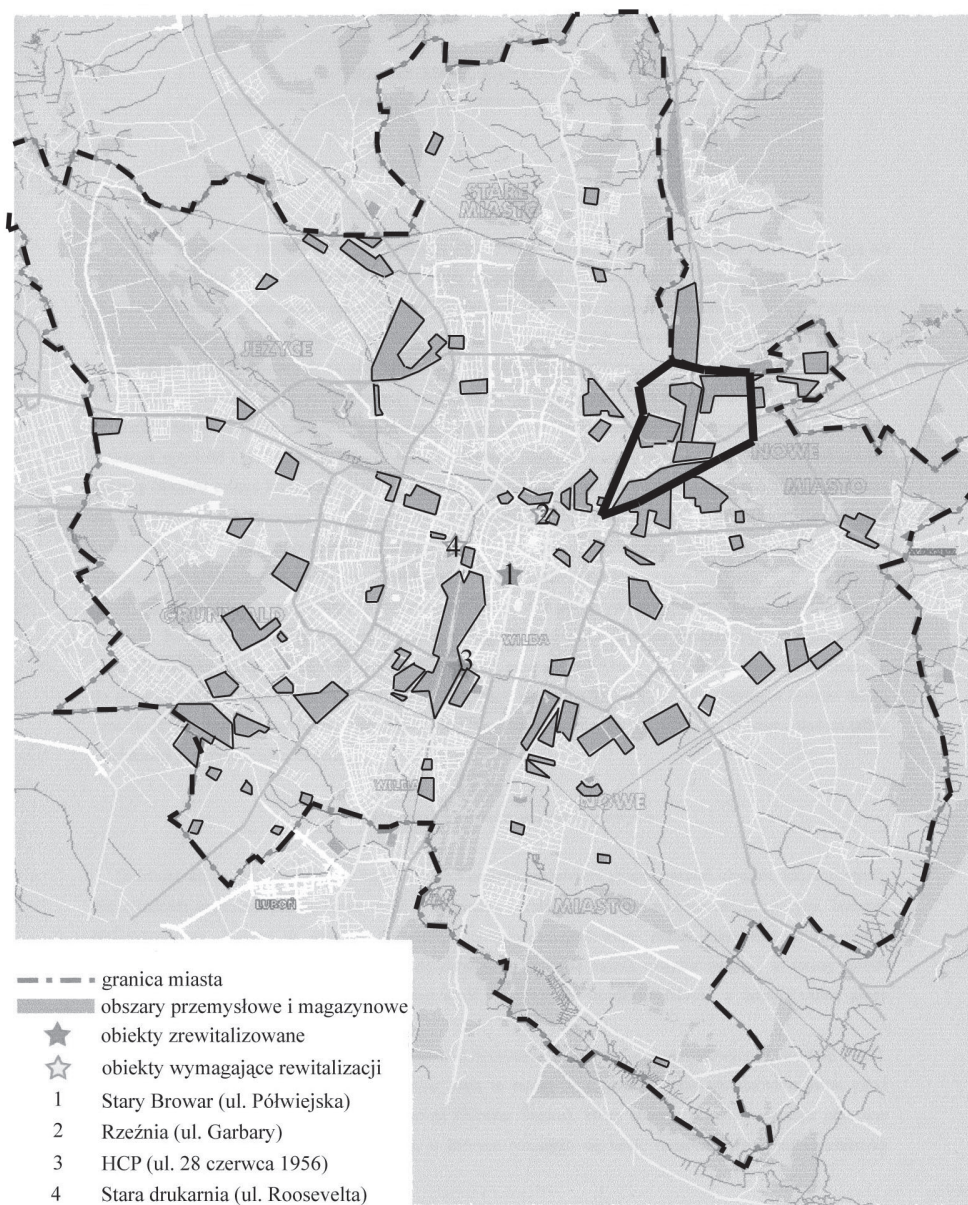 STARE
MIASTO
JEŻYCE
NOWE
MIASTO
2
4
1
GRUNWALD
WILDA
3
WILDA
NOWE
LUBOŃ
MIASTO
granica miasta
obszary przemysłowe i magazynowe
obiekty zrewitalizowane
obiekty wymagające rewitalizacji
1 Stary Browar (ul. Półwiejska)
2 Rzeźnia (ul. Garbary)
3 HCP (ul. 28 czerwca 1956)
4 Stara drukarnia (ul. Roosevelta)